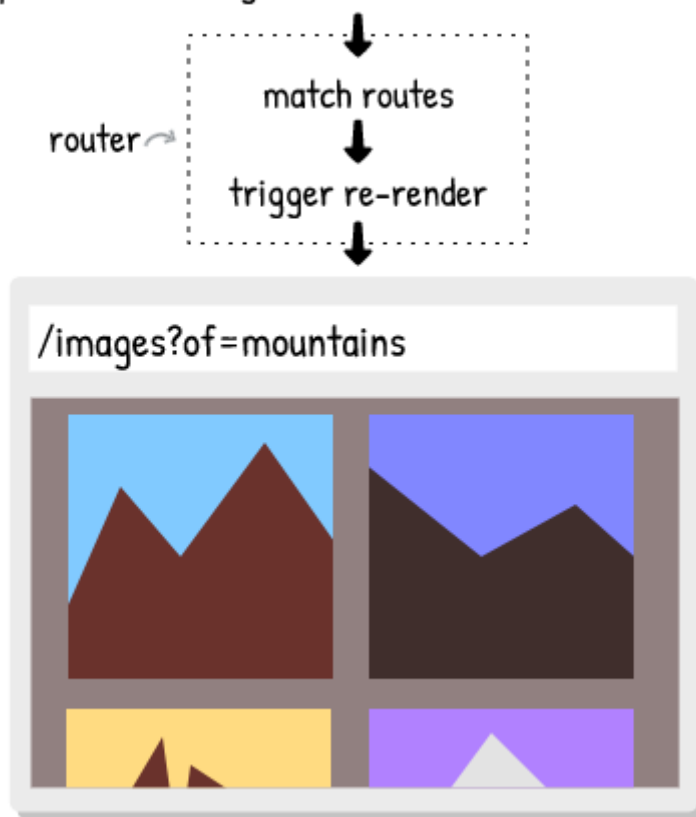 match routes
router
trigger re-render
/images?of=mountains